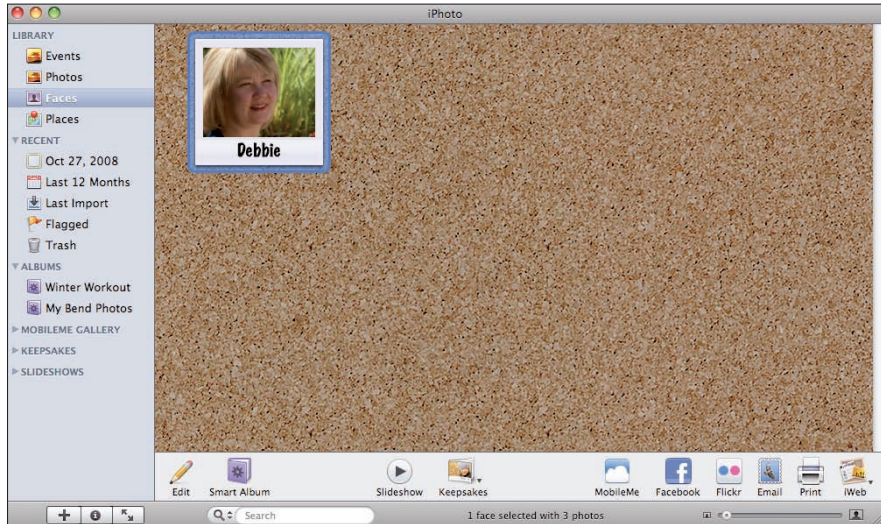 iPhoto
LIBRARY
Events
Photos
Faces
Places
RECENT
Oct 27, 2008
Last 12 Months
Last Import
Flagged
Trash
ALBUMS
Winter Workout
My Bend Photos
MOBILEME GALLERY
KEEPSAKES
SLIDESHOWS
Debbie
Edit Smart Album Slideshow Keepsakes MobileMe Facebook Flickr Email Print iWeb
Search 1 face selected with 3 photos